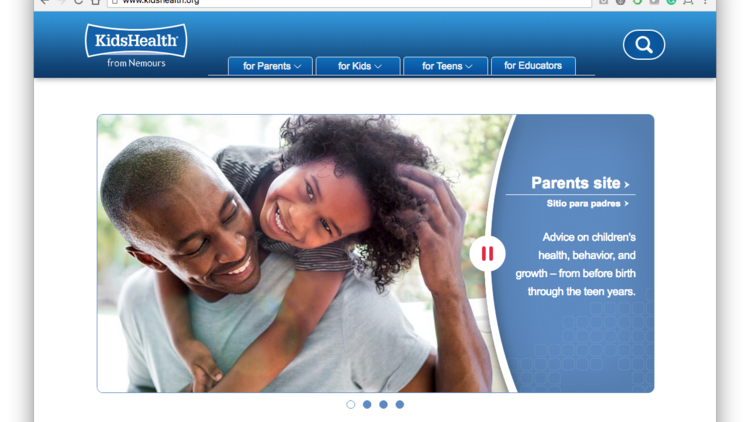 www.kidshealth.org
KidsHealth®
from Nemours
for Parents
for Kids
for Teens
for Educators
Parents site ›
Sitio para padres ›
Advice on children's
health, behavior, and
growth – from before birth
through the teen years.